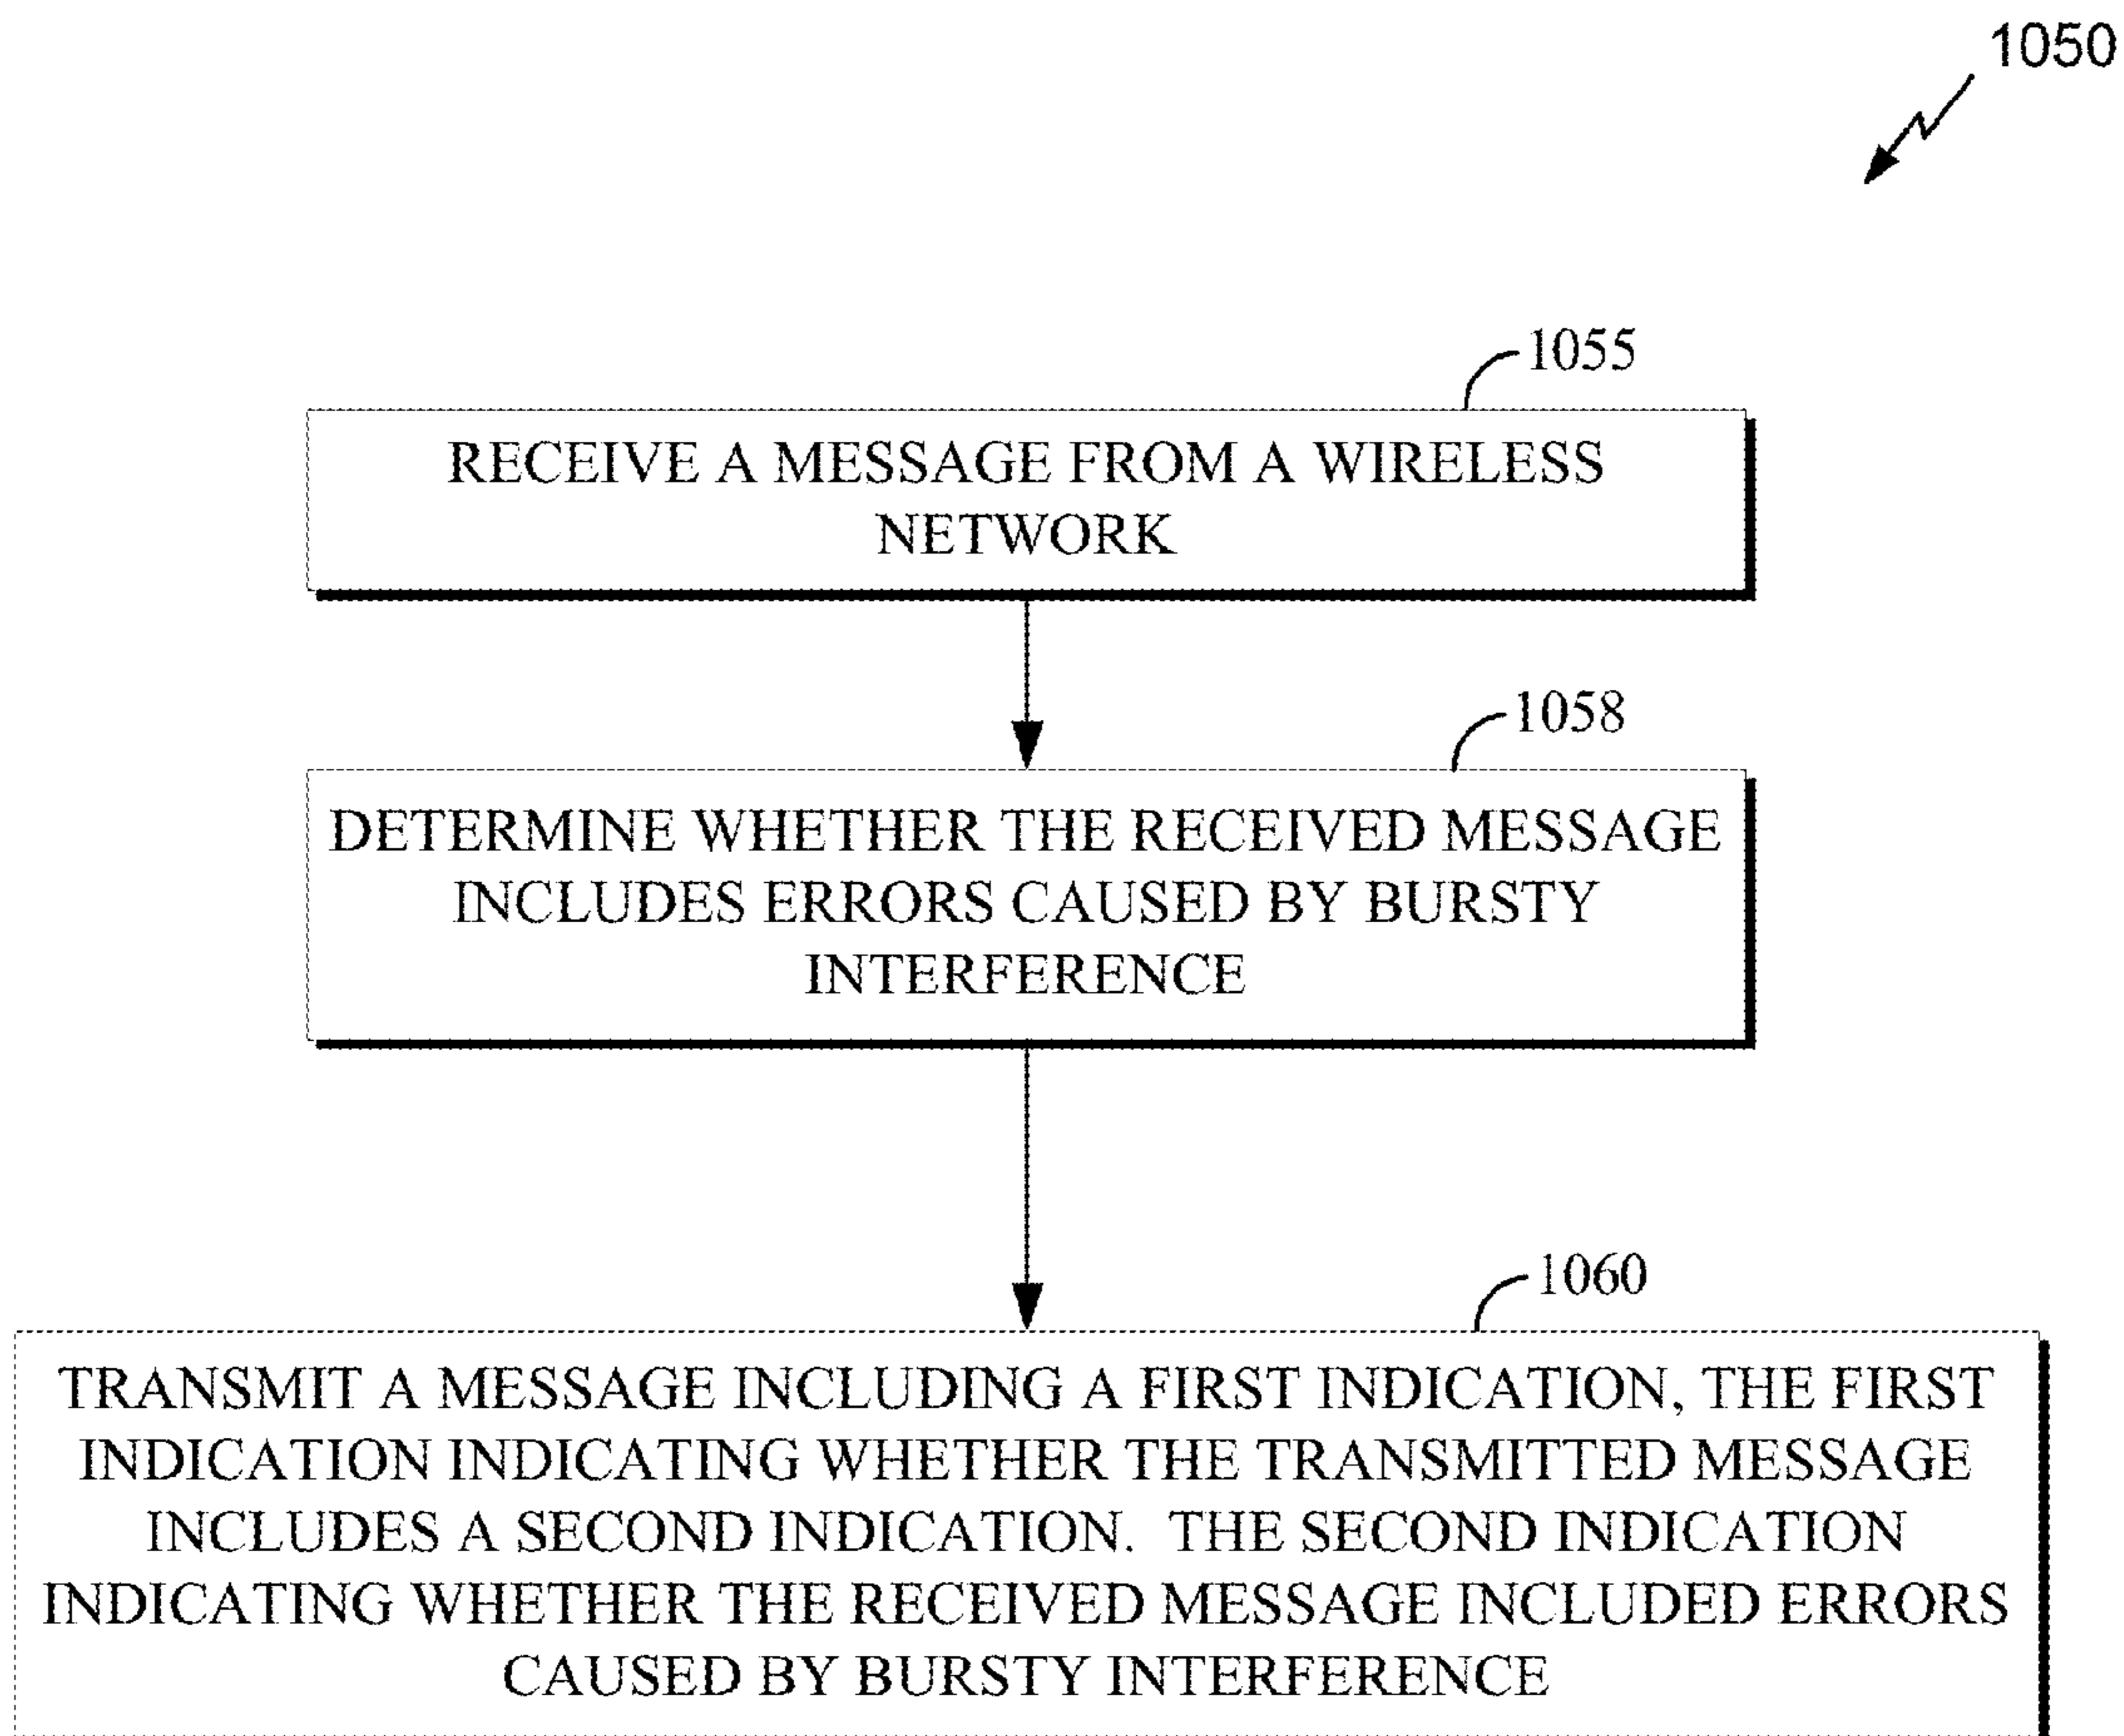 1050
1055
RECEIVE A MESSAGE FROM A WIRELESS
NETWORK
1058
DETERMINE WHETHER THE RECEIVED MESSAGE
INCLUDES ERRORS CAUSED BY BURSTY
INTERFERENCE
1060
TRANSMIT A MESSAGE INCLUDING A FIRST INDICATION, THE FIRST
INDICATION INDICATING WHETHER THE TRANSMITTED MESSAGE
INCLUDES A SECOND INDICATION.  THE SECOND INDICATION
INDICATING WHETHER THE RECEIVED MESSAGE INCLUDED ERRORS
CAUSED BY BURSTY INTERFERENCE